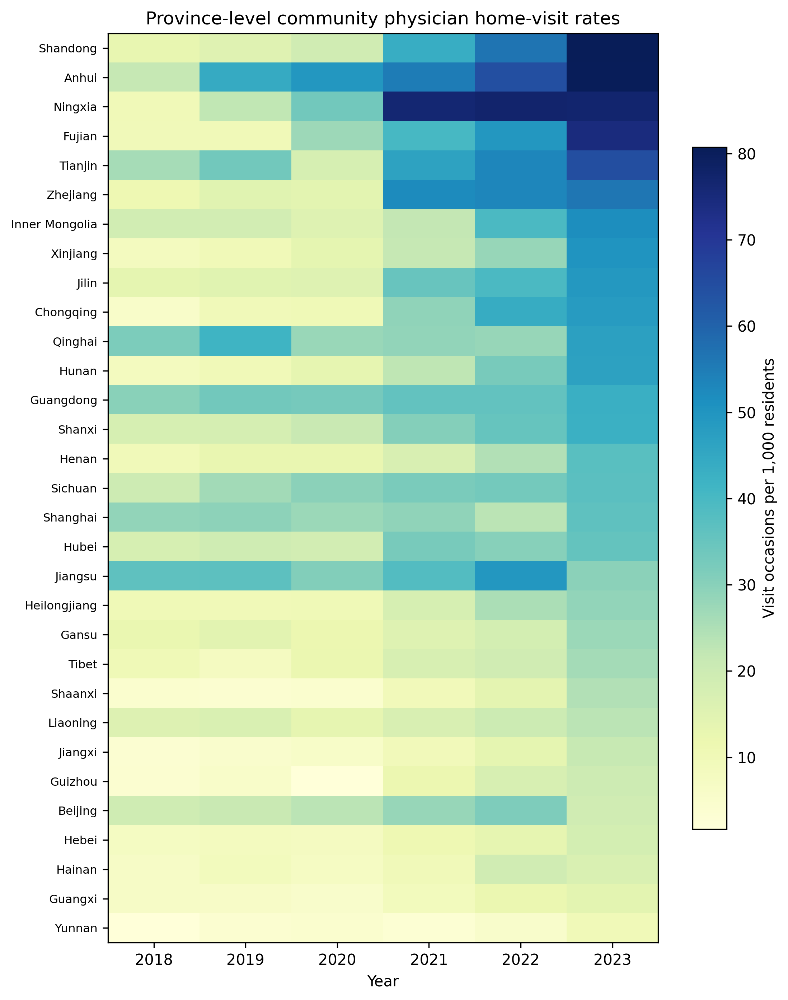 Province-level community physician home-visit rates
Shandong
Anhui
Ningxia
Fujian
Tianjin
Zhejiang
Inner Mongolia
Xinjiang
Jilin
Chongqing
Qinghai
Hunan
Guangdong
Shanxi
Henan
Sichuan
Shanghai
Hubei
Jiangsu
Heilongjiang
Gansu
Tibet
Shaanxi
Liaoning
Jiangxi
Guizhou
Beijing
Hebei
Hainan
Guangxi
Yunnan
2018 2019 2020 2021 2022 2023
Year
80
70
60
50
40
30
20
10
Visit occasions per 1,000 residents